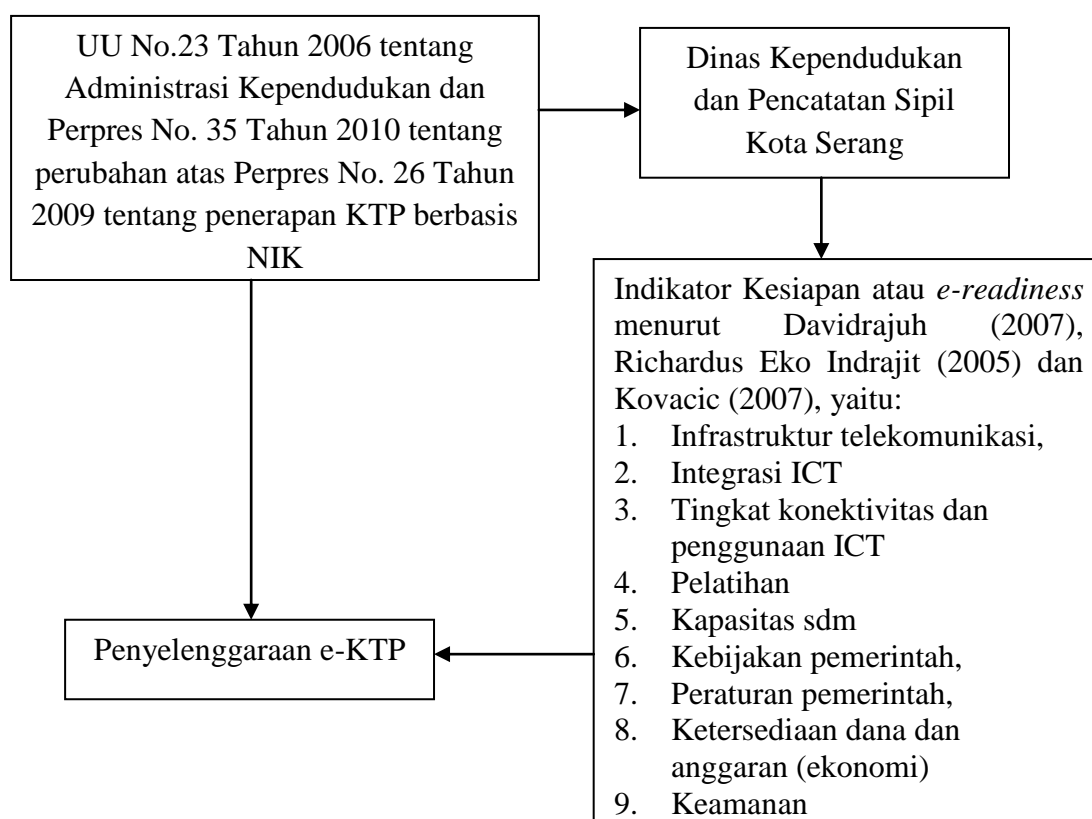 UU No.23 Tahun 2006 tentang
Administrasi Kependudukan dan
Perpres No. 35 Tahun 2010 tentang
perubahan atas Perpres No. 26 Tahun
2009 tentang penerapan KTP berbasis
NIK
Dinas Kependudukan
dan Pencatatan Sipil
Kota Serang
Indikator Kesiapan atau e-readiness
menurut Davidrajuh (2007),
Richardus Eko Indrajit (2005) dan
Kovacic (2007), yaitu:
1. Infrastruktur telekomunikasi,
2. Integrasi ICT
3. Tingkat konektivitas dan
penggunaan ICT
4. Pelatihan
5. Kapasitas sdm
6. Kebijakan pemerintah,
7. Peraturan pemerintah,
8. Ketersediaan dana dan
anggaran (ekonomi)
9. Keamanan
Penyelenggaraan e-KTP